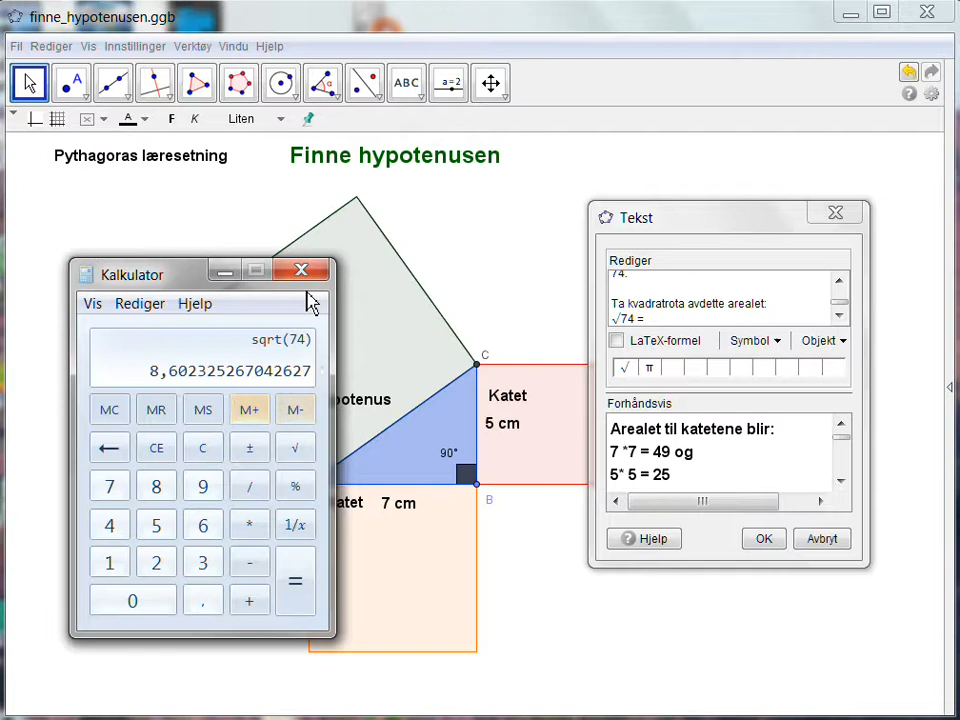 finne_hypotenusen.ggb
Fil Rediger Vis Innstillinger Verktøy Vindu Hjelp
A ABC a=2
A F K Liten
Pythagoras læresetning
Finne hypotenusen
Kalkulator
Vis Rediger Hjelp
sqrt(74)
8,602325267042627
MC MR MS M+ M-
← CE C ± √
7 8 9 / %
4 5 6 * 1/x
1 2 3 - =
0 , +
potenus
C
Katet
5 cm
90°
B
atet 7 cm
Tekst
Rediger
74.
Ta kvadratrota avdette arealet:
√74 =
LaTeX-formel Symbol Objekt
√ π
Forhåndsvis
Arealet til katetene blir:
7 *7 = 49 og
5* 5 = 25
Hjelp OK Avbryt